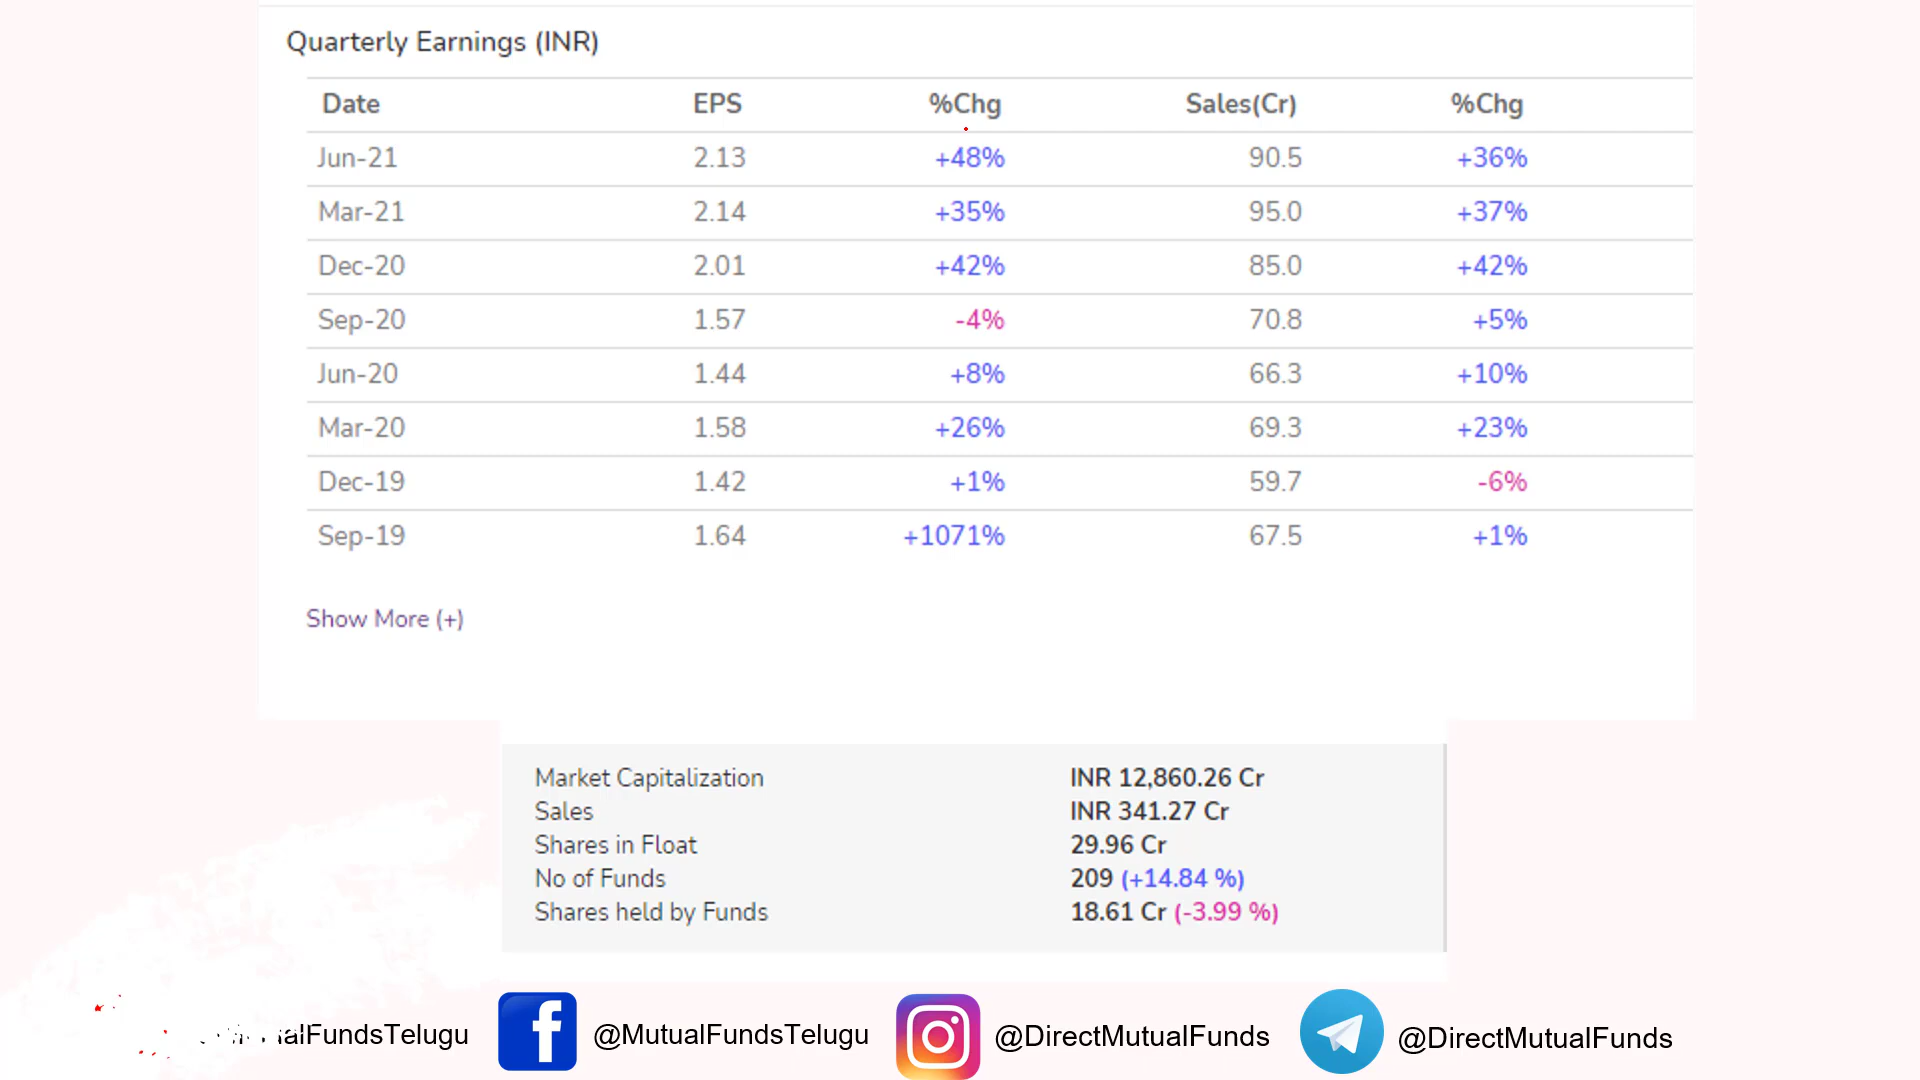 Quarterly Earnings (INR)
Date EPS %Chg Sales(Cr) %Chg
Jun-21 2.13 +48% 90.5 +36%
Mar-21 2.14 +35% 95.0 +37%
Dec-20 2.01 +42% 85.0 +42%
Sep-20 1.57 -4% 70.8 +5%
Jun-20 1.44 +8% 66.3 +10%
Mar-20 1.58 +26% 69.3 +23%
Dec-19 1.42 +1% 59.7 -6%
Sep-19 1.64 +1071% 67.5 +1%
Show More (+)
Market Capitalization INR 12,860.26 Cr
Sales INR 341.27 Cr
Shares in Float 29.96 Cr
No of Funds 209 (+14.84 %)
Shares held by Funds 18.61 Cr (-3.99 %)
@MutualFundsTelugu @DirectMutualFunds @DirectMutualFunds